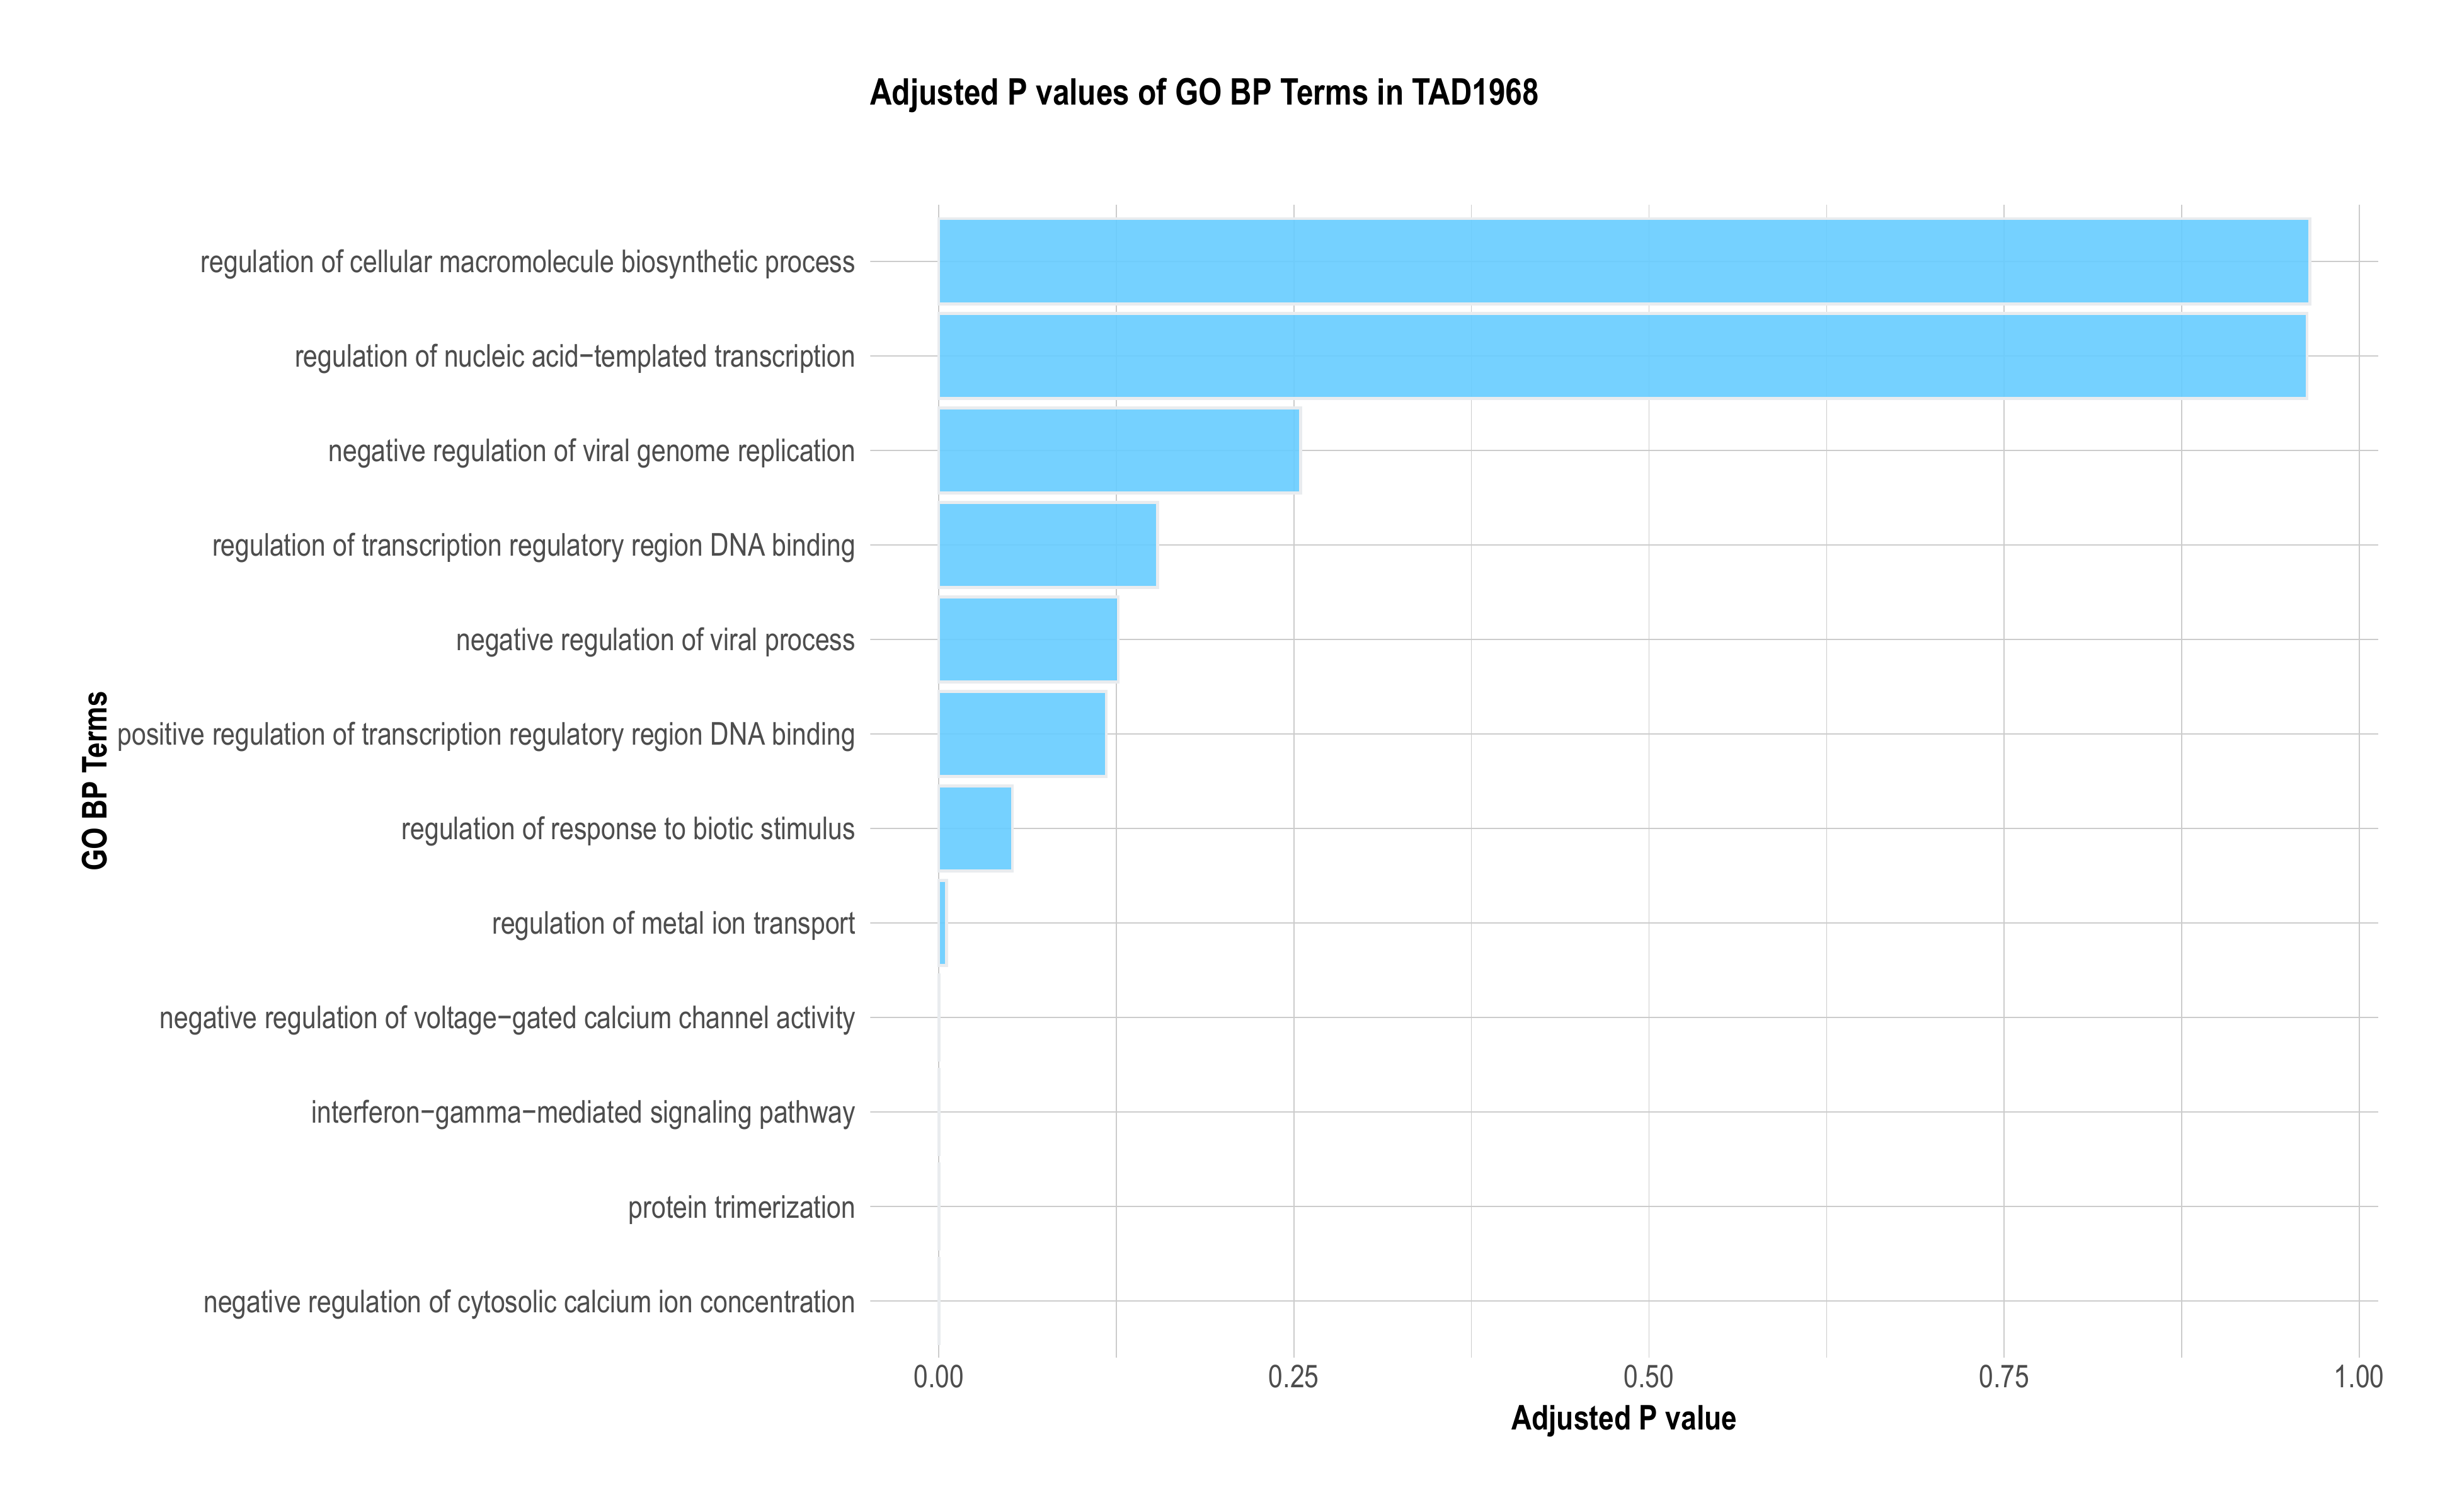 Adjusted P values of GO BP Terms in TAD1968
GO BP Terms
regulation of cellular macromolecule biosynthetic process
regulation of nucleic acid−templated transcription
negative regulation of viral genome replication
regulation of transcription regulatory region DNA binding
negative regulation of viral process
positive regulation of transcription regulatory region DNA binding
regulation of response to biotic stimulus
regulation of metal ion transport
negative regulation of voltage−gated calcium channel activity
interferon−gamma−mediated signaling pathway
protein trimerization
negative regulation of cytosolic calcium ion concentration
0.00 0.25 0.50 0.75 1.00
Adjusted P value